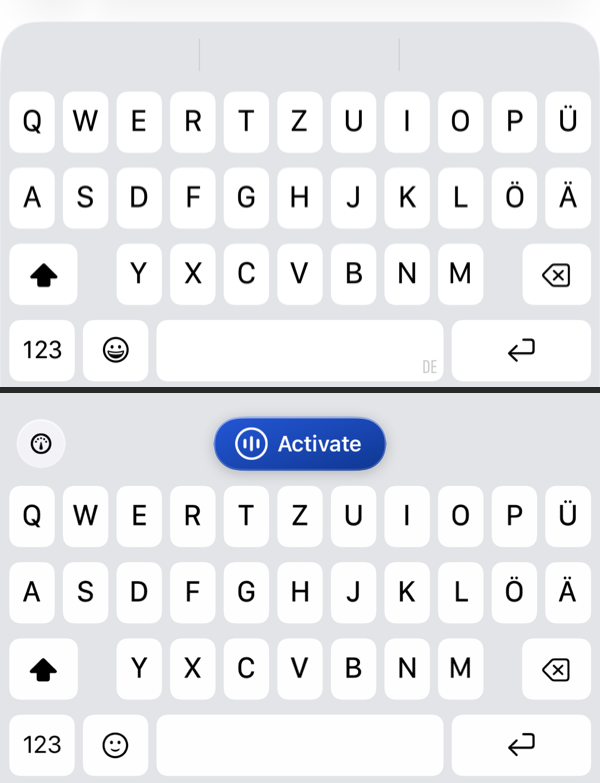 Q W E R T Z U I O P Ü
A S D F G H J K L Ö Ä
Y X C V B N M
123 DE
Activate
Q W E R T Z U I O P Ü
A S D F G H J K L Ö Ä
Y X C V B N M
123